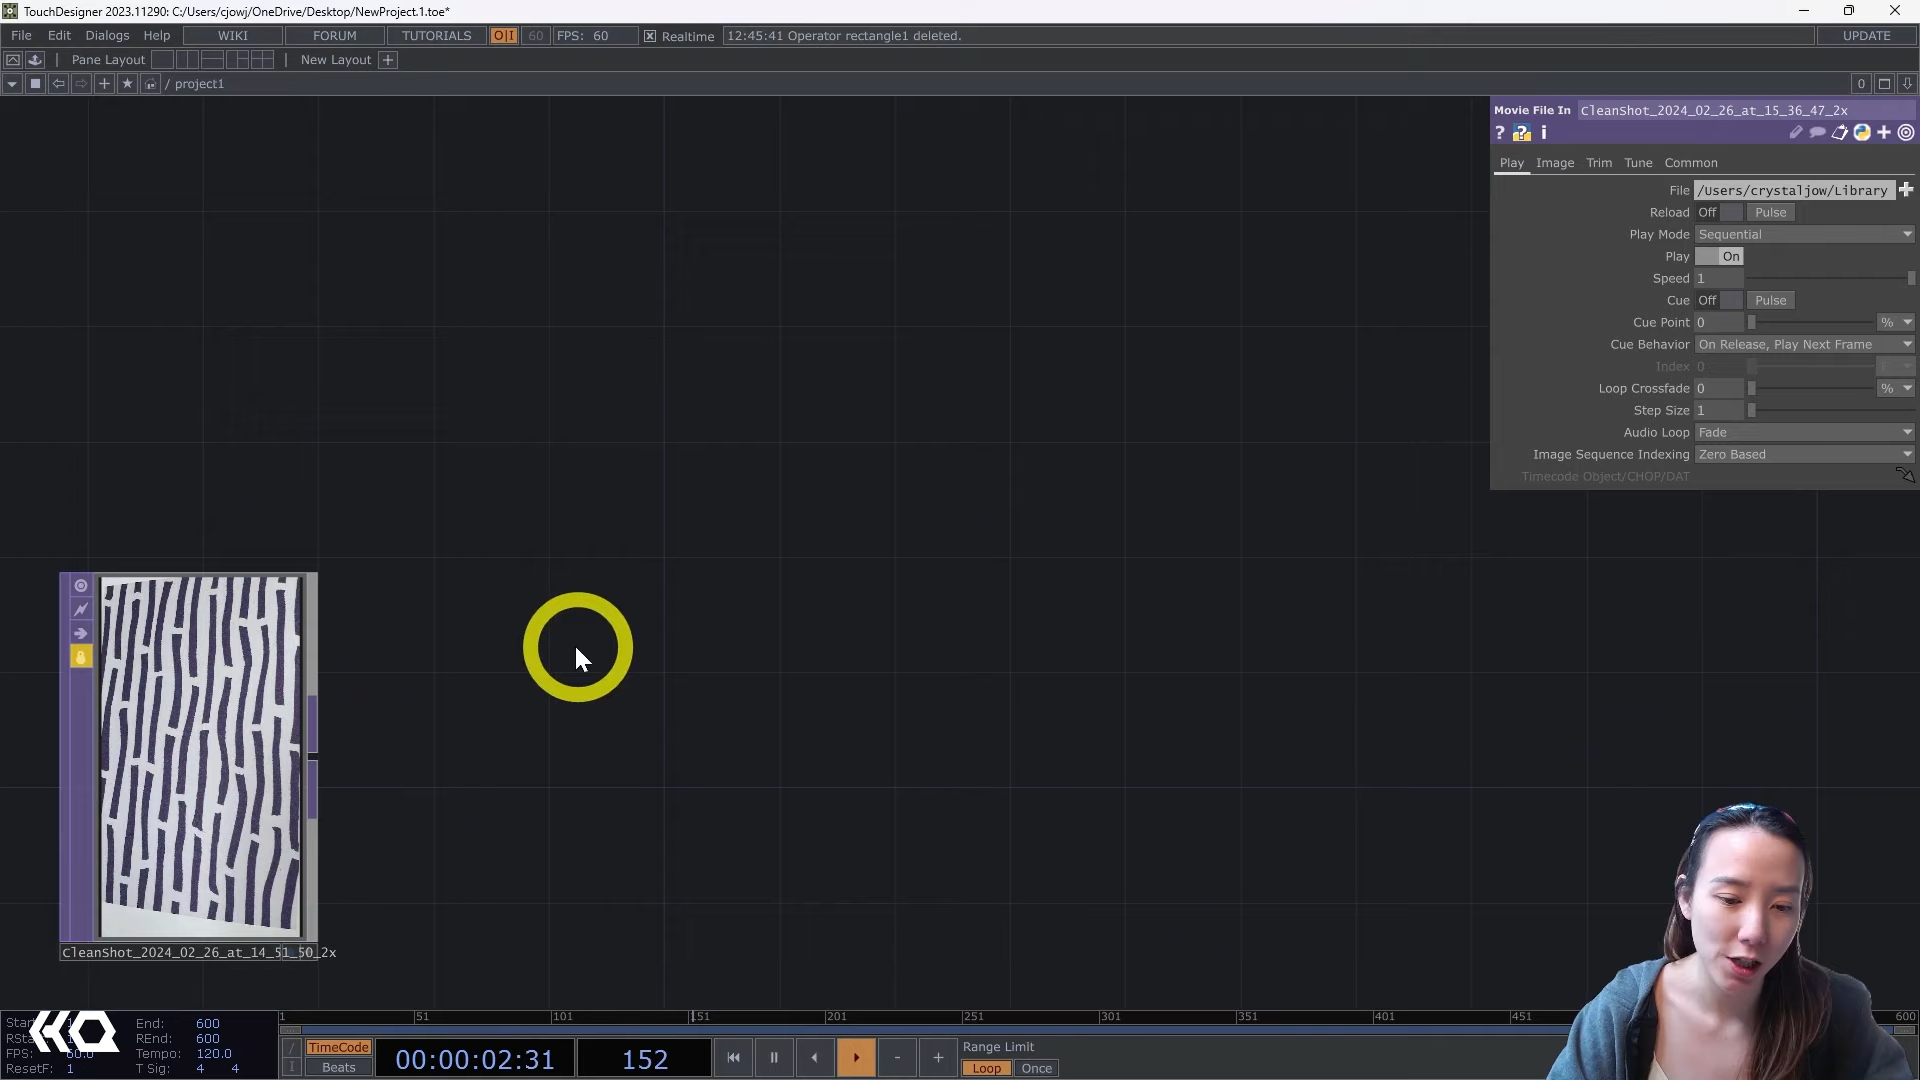 TouchDesigner 2023.11290: C:/Users/cjowj/OneDrive/Desktop/NewProject.1.toe*
File Edit Dialogs Help WIKI FORUM TUTORIALS O|I 60 FPS: 60 Realtime 12:45:41 Operator rectangle1 deleted. UPDATE
Pane Layout New Layout +
/ project1 0
Movie File In CleanShot_2024_02_26_at_15_36_47_2x
? ? i
Play Image Trim Tune Common
File /Users/crystaljow/Library
Reload Off Pulse
Play Mode Sequential
Play On
Speed 1
Cue Off Pulse
Cue Point 0 %
Cue Behavior On Release, Play Next Frame
Index 0
Loop Crossfade 0 %
Step Size 1
Audio Loop Fade
Image Sequence Indexing Zero Based
Timecode Object/CHOP/DAT
CleanShot_2024_02_26_at_14_51_50_2x
1 51 101 151 201 251 301 351 401 451 600
HQ
End: 600
REnd: 600
FPS: 60.0 Tempo: 120.0
ResetF: 1 T Sig: 4 4
TimeCode
Beats
00:00:02:31 152
- +
Range Limit
Loop Once